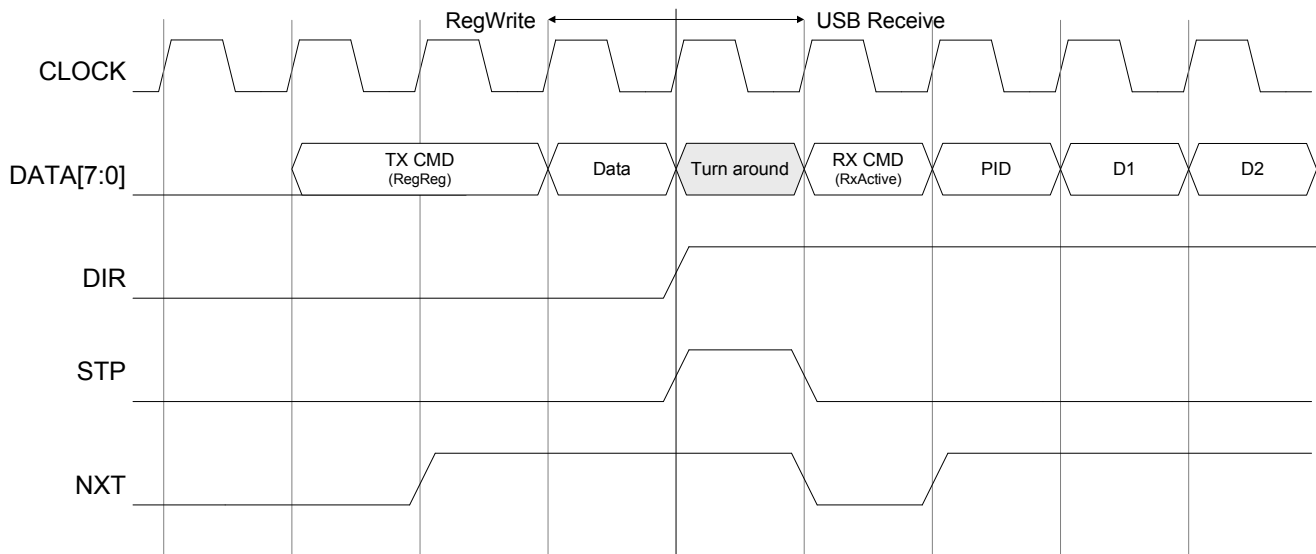 RegWrite USB Receive
CLOCK
DATA[7:0] TX CMD Data Turn around RX CMD PID D1 D2
(RegReg) (RxActive)
DIR
STP
NXT